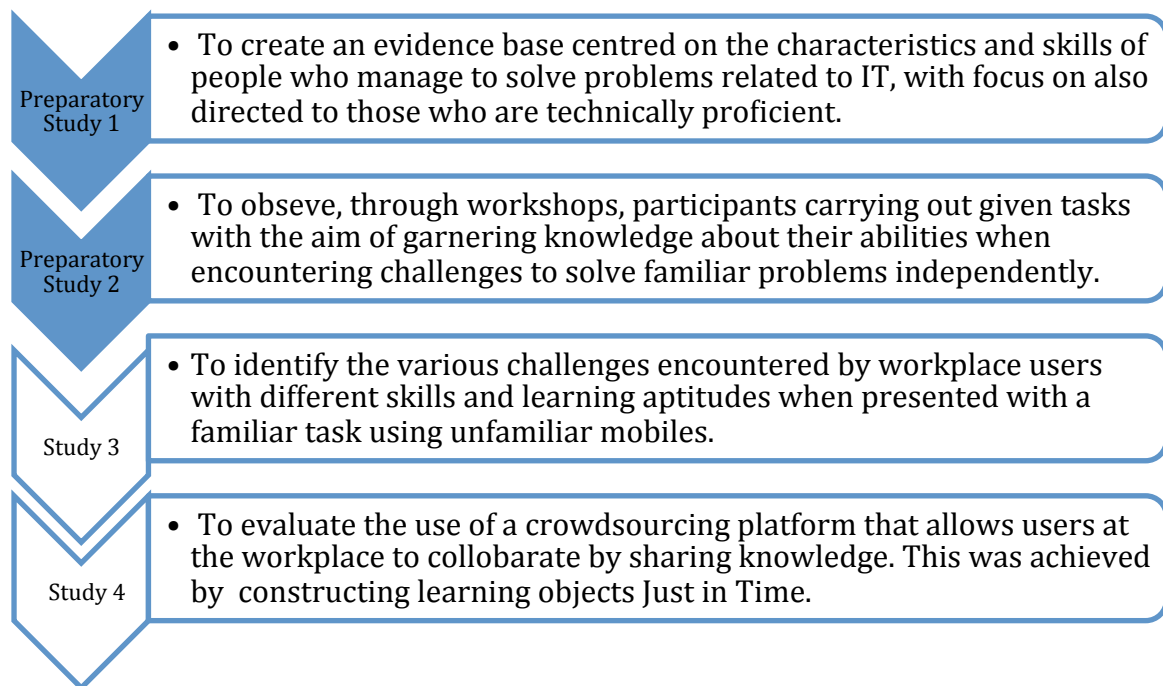 Preparatory
Study 1
• To create an evidence base centred on the characteristics and skills of
people who manage to solve problems related to IT, with focus on also
directed to those who are technically proficient.
Preparatory
Study 2
• To obseve, through workshops, participants carrying out given tasks
with the aim of garnering knowledge about their abilities when
encountering challenges to solve familiar problems independently.
Study 3
• To identify the various challenges encountered by workplace users
with different skills and learning aptitudes when presented with a
familiar task using unfamiliar mobiles.
Study 4
• To evaluate the use of a crowdsourcing platform that allows users at
the workplace to collobarate by sharing knowledge. This was achieved
by constructing learning objects Just in Time.